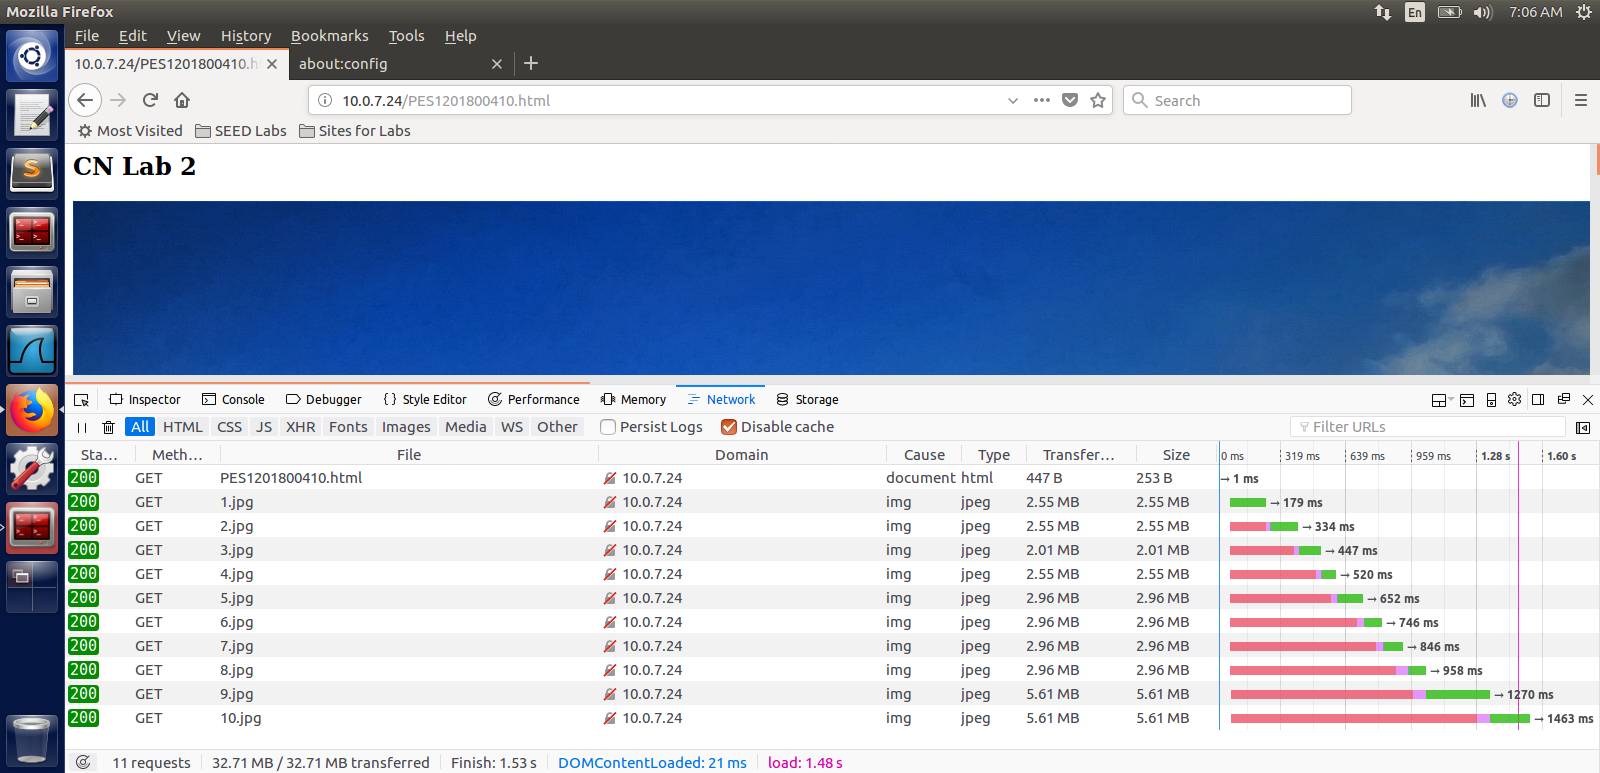 Mozilla Firefox En 7:06 AM
File Edit View History Bookmarks Tools Help
10.0.7.24/PES1201800410.h about:config
10.0.7.24/PES1201800410.html Search
Most Visited SEED Labs Sites for Labs
CN Lab 2
Inspector Console Debugger Style Editor Performance Memory Network Storage
All HTML CSS JS XHR Fonts Images Media WS Other Persist Logs Disable cache Filter URLs
Sta... Meth... File Domain Cause Type Transfer... Size 0 ms 319 ms 639 ms 959 ms 1.28 s 1.60 s
200 GET PES1201800410.html 10.0.7.24 document html 447 B 253 B → 1 ms
200 GET 1.jpg 10.0.7.24 img jpeg 2.55 MB 2.55 MB → 179 ms
200 GET 2.jpg 10.0.7.24 img jpeg 2.55 MB 2.55 MB → 334 ms
200 GET 3.jpg 10.0.7.24 img jpeg 2.01 MB 2.01 MB → 447 ms
200 GET 4.jpg 10.0.7.24 img jpeg 2.55 MB 2.55 MB → 520 ms
200 GET 5.jpg 10.0.7.24 img jpeg 2.96 MB 2.96 MB → 652 ms
200 GET 6.jpg 10.0.7.24 img jpeg 2.96 MB 2.96 MB → 746 ms
200 GET 7.jpg 10.0.7.24 img jpeg 2.96 MB 2.96 MB → 846 ms
200 GET 8.jpg 10.0.7.24 img jpeg 2.96 MB 2.96 MB → 958 ms
200 GET 9.jpg 10.0.7.24 img jpeg 5.61 MB 5.61 MB → 1270 ms
200 GET 10.jpg 10.0.7.24 img jpeg 5.61 MB 5.61 MB → 1463 ms
11 requests 32.71 MB / 32.71 MB transferred Finish: 1.53 s DOMContentLoaded: 21 ms load: 1.48 s